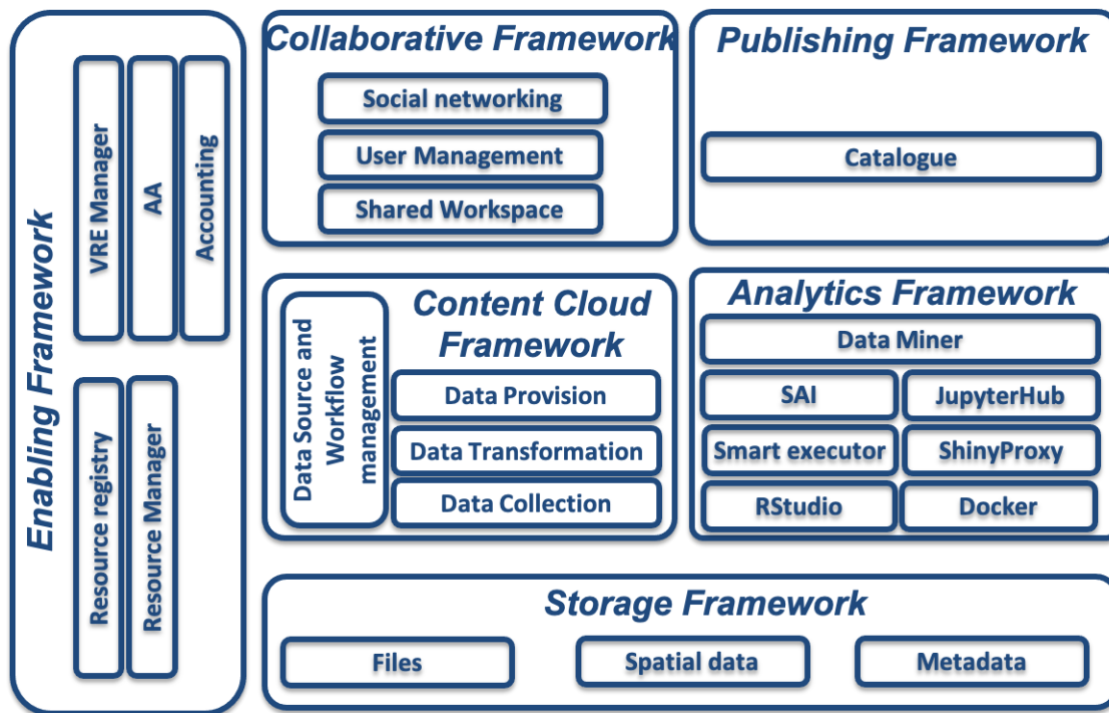 Enabling Framework
VRE Manager
AA
Accounting
Resource registry
Resource Manager
Collaborative Framework
Social networking
User Management
Shared Workspace
Publishing Framework
Catalogue
Content Cloud
Framework
Data Source and
Workflow
management
Data Provision
Data Transformation
Data Collection
Analytics Framework
Data Miner
SAI
JupyterHub
Smart executor
ShinyProxy
RStudio
Docker
Storage Framework
Files
Spatial data
Metadata